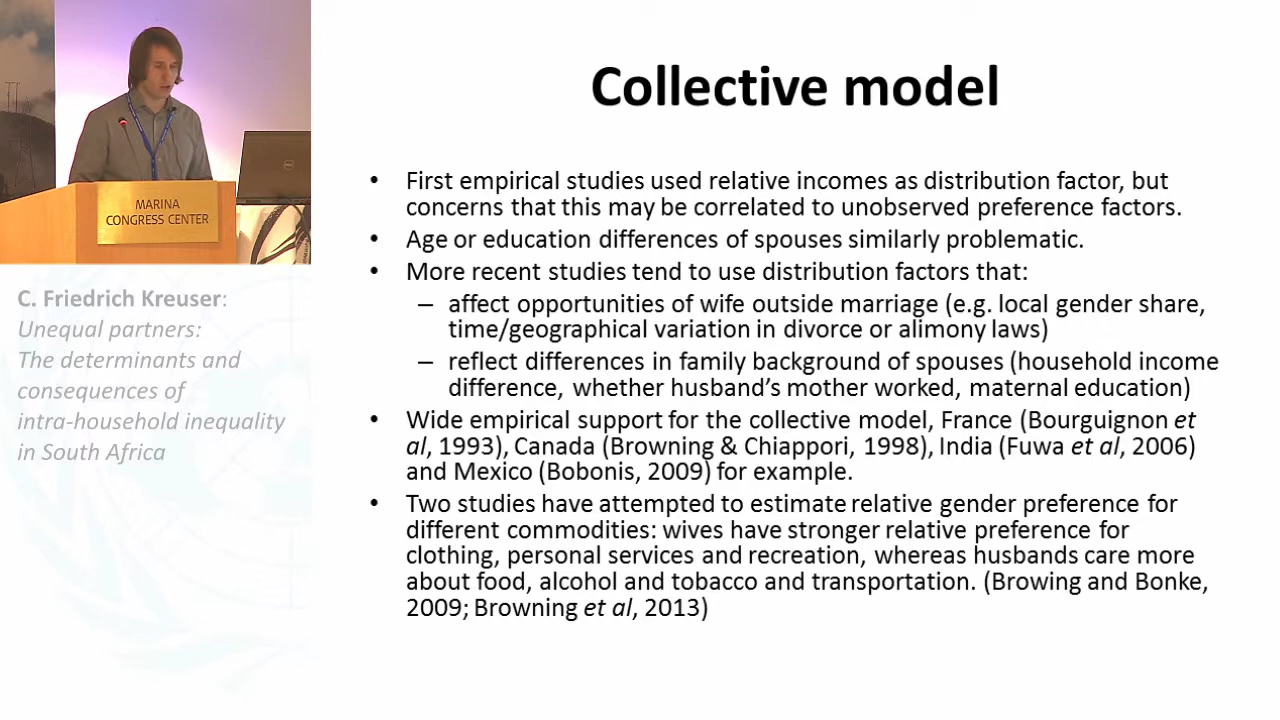 MARINA
CONGRESS CENTER
C. Friedrich Kreuser:
Unequal partners:
The determinants and
consequences of
intra-household inequality
in South Africa
Collective model
• First empirical studies used relative incomes as distribution factor, but
concerns that this may be correlated to unobserved preference factors.
• Age or education differences of spouses similarly problematic.
• More recent studies tend to use distribution factors that:
– affect opportunities of wife outside marriage (e.g. local gender share,
time/geographical variation in divorce or alimony laws)
– reflect differences in family background of spouses (household income
difference, whether husband's mother worked, maternal education)
• Wide empirical support for the collective model, France (Bourguignon et
al, 1993), Canada (Browning & Chiappori, 1998), India (Fuwa et al, 2006)
and Mexico (Bobonis, 2009) for example.
• Two studies have attempted to estimate relative gender preference for
different commodities: wives have stronger relative preference for
clothing, personal services and recreation, whereas husbands care more
about food, alcohol and tobacco and transportation. (Browing and Bonke,
2009; Browning et al, 2013)